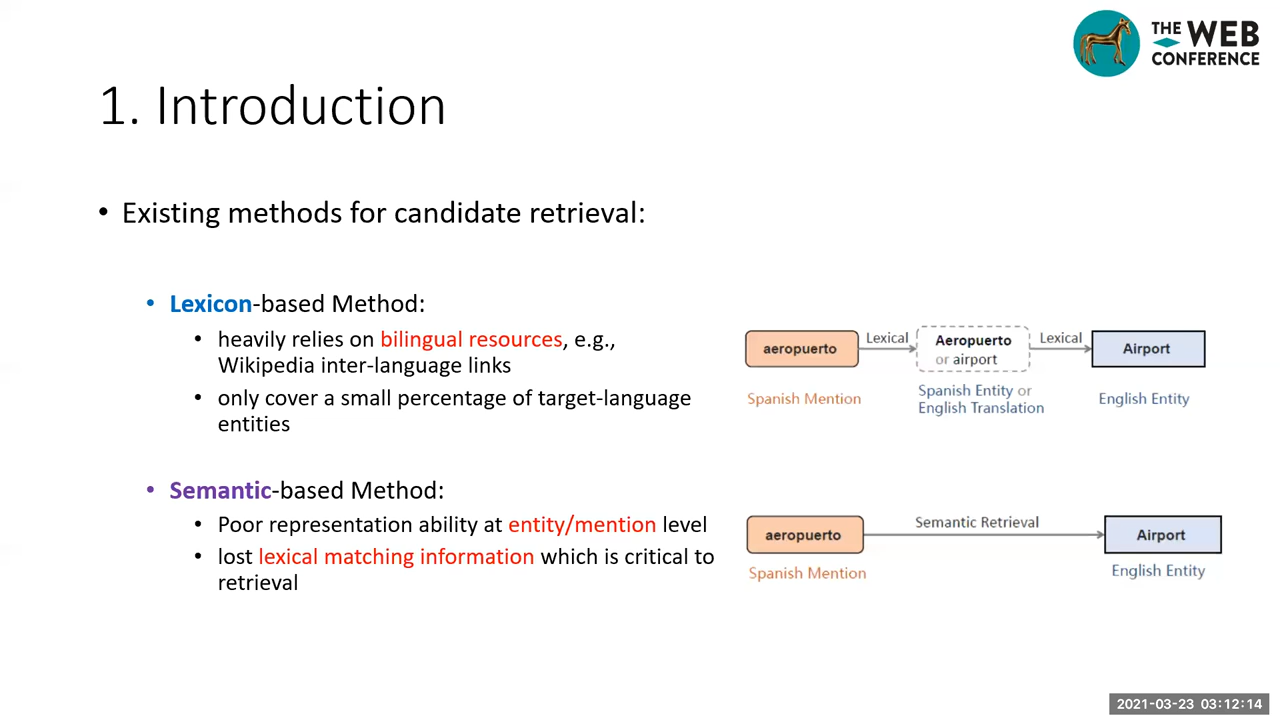 THE WEB
CONFERENCE
1. Introduction
• Existing methods for candidate retrieval:
• Lexicon-based Method:
• heavily relies on bilingual resources, e.g.,
Wikipedia inter-language links
• only cover a small percentage of target-language
entities
aeropuerto
Lexical
Aeropuerto
or airport
Lexical
Airport
Spanish Mention
Spanish Entity or
English Translation
English Entity
• Semantic-based Method:
• Poor representation ability at entity/mention level
• lost lexical matching information which is critical to
retrieval
aeropuerto
Semantic Retrieval
Airport
Spanish Mention
English Entity
2021-03-23 03:12:14